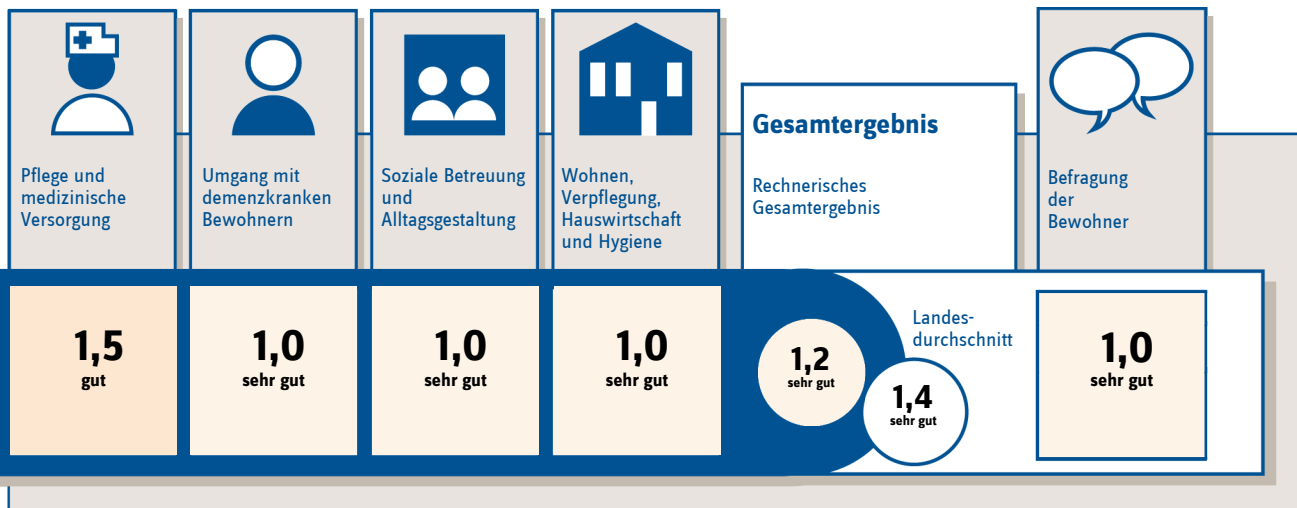 Pflege und
medizinische
Versorgung
Umgang mit
demenzkranken
Bewohnern
Soziale Betreuung
und
Alltagsgestaltung
Wohnen,
Verpflegung,
Hauswirtschaft
und Hygiene
Gesamtergebnis
Rechnerisches
Gesamtergebnis
Befragung
der
Bewohner
1,5
gut
1,0
sehr gut
1,0
sehr gut
1,0
sehr gut
1,2
sehr gut
Landes-
durchschnitt
1,4
sehr gut
1,0
sehr gut